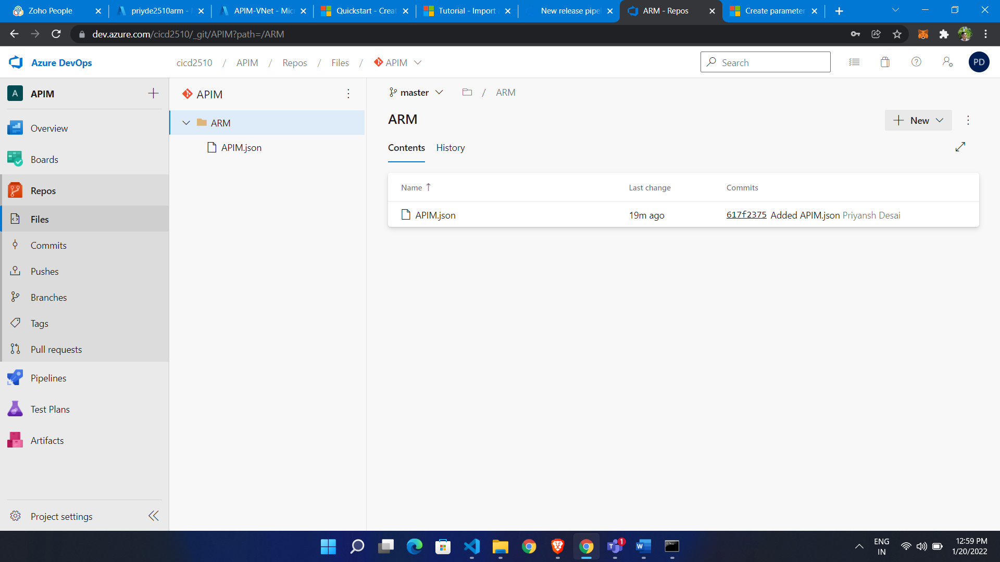 Zoho People
priyde2510arm -
APIM-VNet - Mic
Quickstart - Creat
Tutorial - Import
New release pipel
ARM - Repos
Create parameter
dev.azure.com/cicd2510/_git/APIM?path=/ARM
Azure DevOps
cicd2510 / APIM / Repos / Files / APIM
Search
PD
A APIM
Overview
Boards
Repos
Files
Commits
Pushes
Branches
Tags
Pull requests
Pipelines
Test Plans
Artifacts
Project settings
APIM
ARM
APIM.json
master / ARM
ARM
New
Contents History
Name Last change Commits
APIM.json 19m ago 617f2375 Added APIM.json Priyansh Desai
1
ENG
IN
12:59 PM
1/20/2022